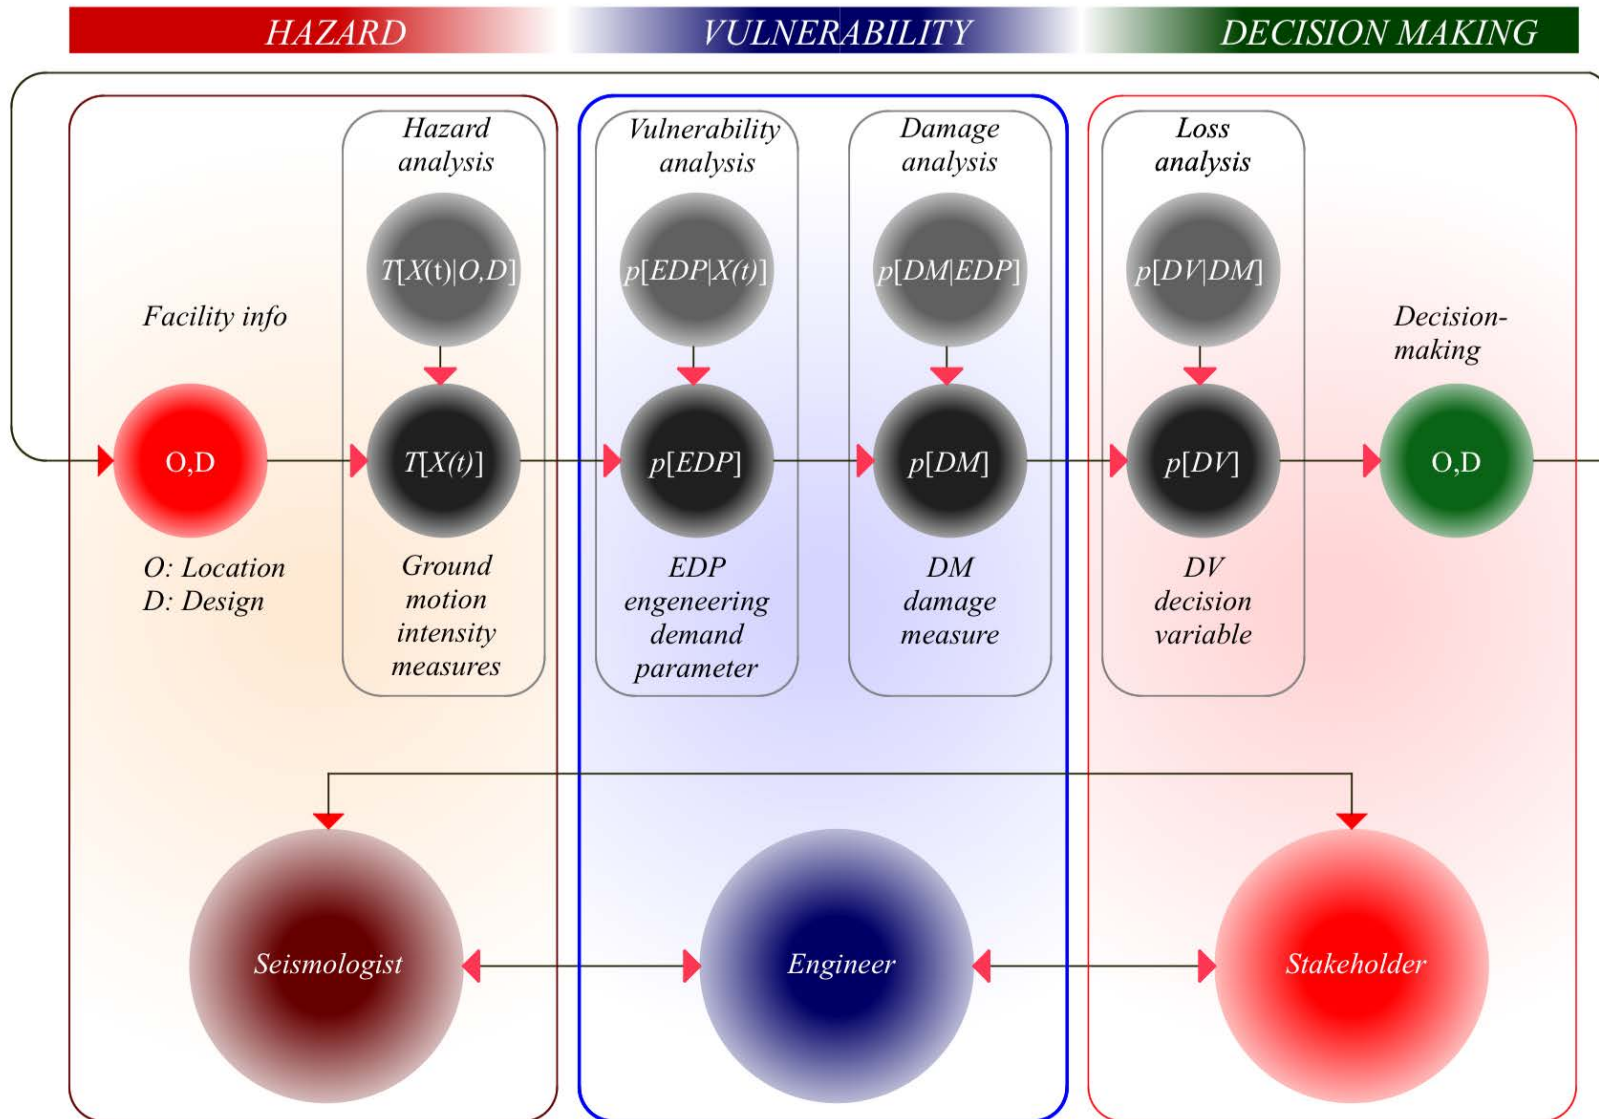 HAZARD
VULNERABILITY
DECISION MAKING
Hazard
analysis
T[X(t)|O,D]
T[X(t)]
Ground
motion
intensity
measures
Facility info
O,D
O: Location
D: Design
Vulnerability
analysis
p[EDP|X(t)]
p[EDP]
EDP
engeneering
demand
parameter
Damage
analysis
p[DM|EDP]
p[DM]
DM
damage
measure
Loss
analysis
p[DV|DM]
p[DV]
DV
decision
variable
Decision-
making
O,D
Seismologist
Engineer
Stakeholder